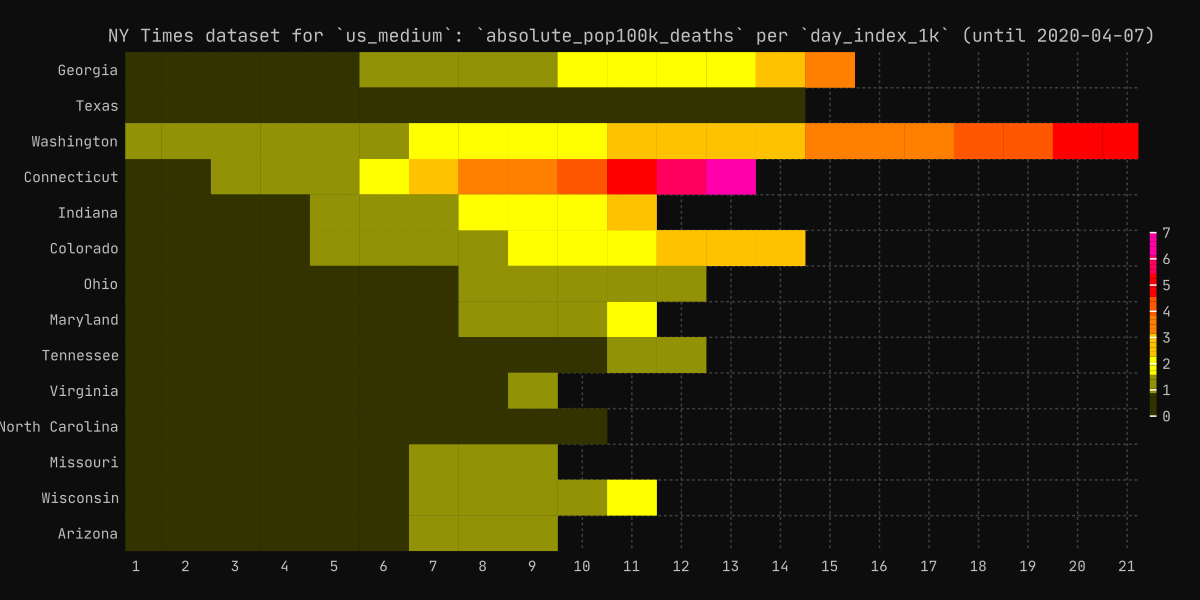 NY Times dataset for `us_medium`: `absolute_pop100k_deaths` per `day_index_1k` (until 2020-04-07)
Georgia
Texas
Washington
Connecticut
Indiana
Colorado
Ohio
Maryland
Tennessee
Virginia
North Carolina
Missouri
Wisconsin
Arizona
1 2 3 4 5 6 7 8 9 10 11 12 13 14 15 16 17 18 19 20 21
7
6
5
4
3
2
1
0